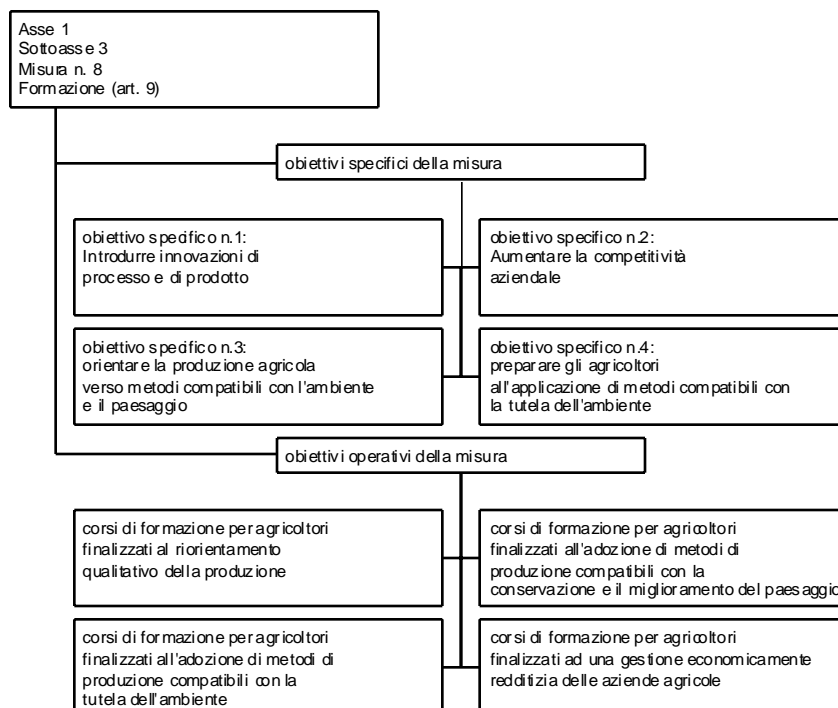 Asse 1
Sottoasse 3
Misura n. 8
Formazione (art. 9)
obiettivi specifici della misura
obiettivo specifico n.1:
Introdurre innovazioni di
processo e di prodotto
obiettivo specifico n.2:
Aumentare la competitività
aziendale
obiettivo specifico n.3:
orientare la produzione agricola
verso metodi compatibili con l'ambiente
e il paesaggio
obiettivo specifico n.4:
preparare gli agricoltori
all'applicazione di metodi compatibili con
la tutela dell'ambiente
obiettivi operativi della misura
corsi di formazione per agricoltori
finalizzati al riorientamento
qualitativo della produzione
corsi di formazione per agricoltori
finalizzati all'adozione di metodi di
produzione compatibili con la
conservazione e il miglioramento del paesaggio
corsi di formazione per agricoltori
finalizzati all'adozione di metodi di
produzione compatibili con la
tutela dell'ambiente
corsi di formazione per agricoltori
finalizzati ad una gestione economicamente
redditizia delle aziende agricole